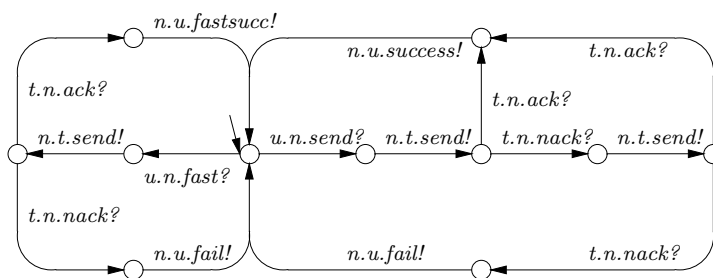 n.u.fastsucc!
n.u.success!
t.n.ack?
t.n.ack?
t.n.ack?
n.t.send!
u.n.send?
n.t.send!
t.n.nack?
n.t.send!
u.n.fast?
t.n.nack?
n.u.fail!
n.u.fail!
t.n.nack?